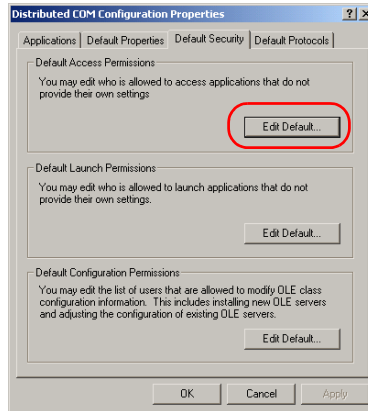 Distributed COM Configuration Properties
Applications Default Properties Default Security Default Protocols
Default Access Permissions
You may edit who is allowed to access applications that do not
provide their own settings
Edit Default...
Default Launch Permissions
You may edit who is allowed to launch applications that do not
provide their own settings.
Edit Default...
Default Configuration Permissions
You may edit the list of users that are allowed to modify OLE class
configuration information. This includes installing new OLE servers
and adjusting the configuration of existing OLE servers.
Edit Default...
OK Cancel Apply